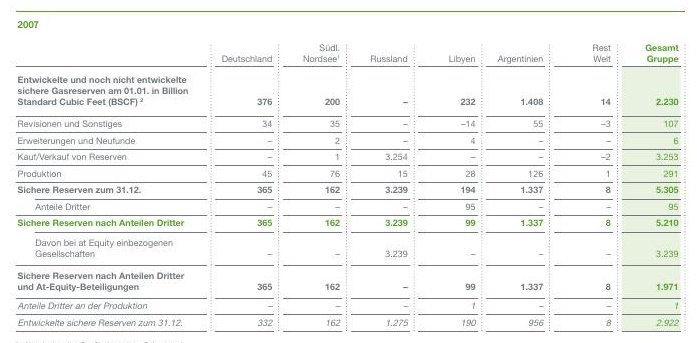 2007
Deutschland Südl. Nordsee¹ Russland Libyen Argentinien Rest Welt Gesamt Gruppe
Entwickelte und noch nicht entwickelte
sichere Gasreserven am 01.01. in Billion
Standard Cubic Feet (BSCF) ² 376 200 – 232 1.408 14 2.230
Revisionen und Sonstiges 34 35 – –14 55 –3 107
Erweiterungen und Neufunde – 2 – 4 – – 6
Kauf/Verkauf von Reserven – 1 3.254 – – –2 3.253
Produktion 45 76 15 28 126 1 291
Sichere Reserven zum 31.12. 365 162 3.239 194 1.337 8 5.305
Anteile Dritter – – – 95 – – 95
Sichere Reserven nach Anteilen Dritter 365 162 3.239 99 1.337 8 5.210
Davon bei at Equity einbezogenen
Gesellschaften – – 3.239 – – – 3.239
Sichere Reserven nach Anteilen Dritter
und At-Equity-Beteiligungen 365 162 – 99 1.337 8 1.971
Anteile Dritter an der Produktion – – – 1 – – 1
Entwickelte sichere Reserven zum 31.12. 332 162 1.275 190 956 8 2.922